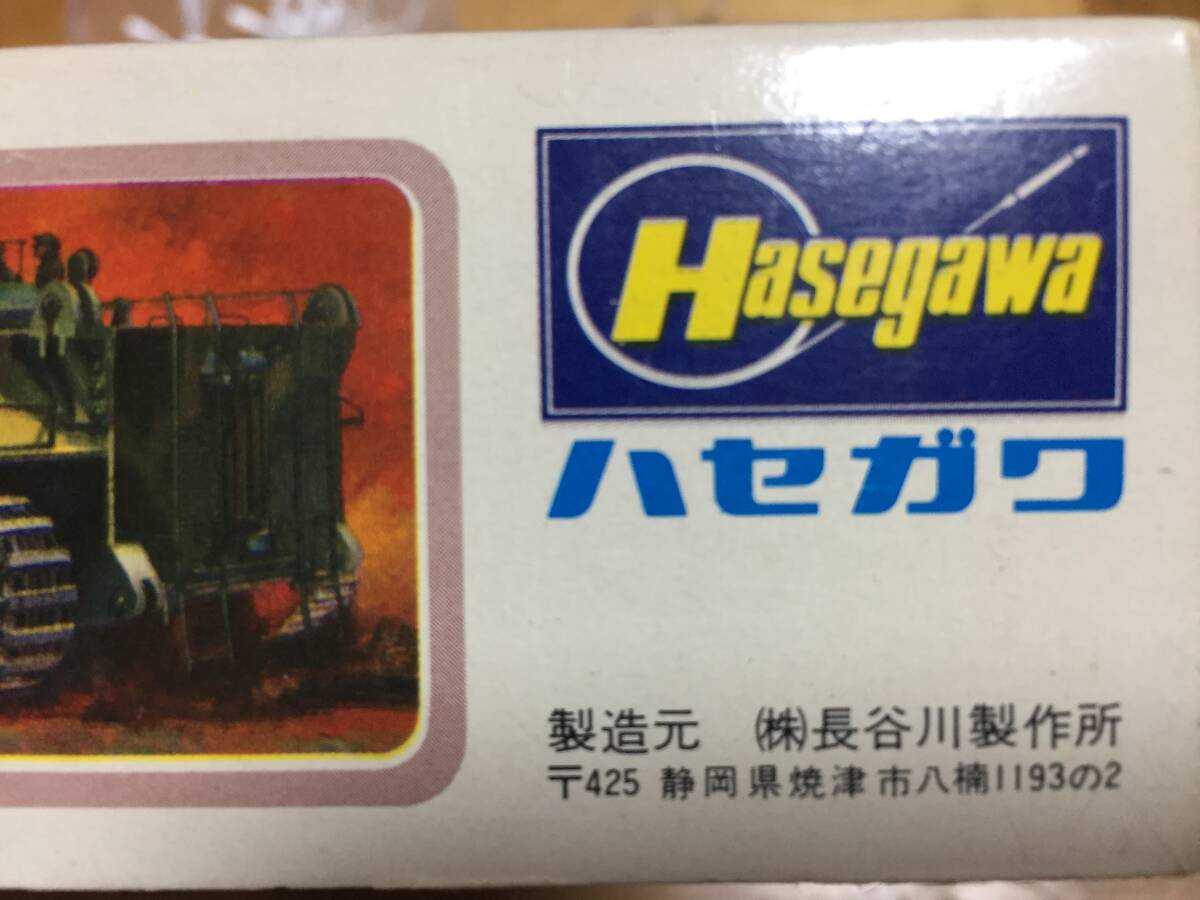 Hasegawa
ハセガワ
製造元 ㈱長谷川製作所
〒425 静岡県焼津市八楠1193の2